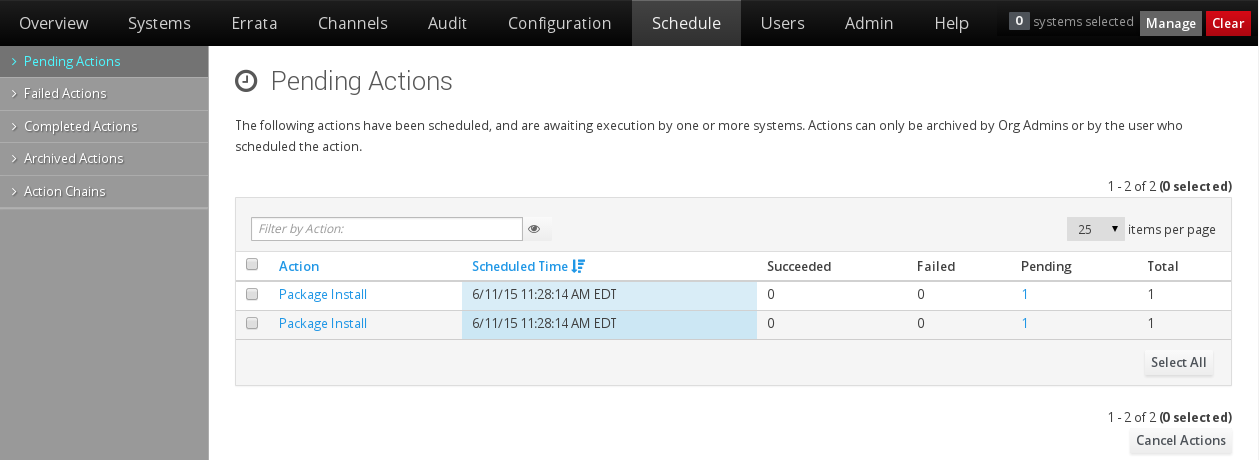 Overview Systems Errata Channels Audit Configuration Schedule Users Admin Help 0 systems selected Manage Clear
Pending Actions
Failed Actions
Completed Actions
Archived Actions
Action Chains
Pending Actions
The following actions have been scheduled, and are awaiting execution by one or more systems. Actions can only be archived by Org Admins or by the user who
scheduled the action.
1 - 2 of 2 (0 selected)
Filter by Action: 25 items per page
Action Scheduled Time Succeeded Failed Pending Total
Package Install 6/11/15 11:28:14 AM EDT 0 0 1 1
Package Install 6/11/15 11:28:14 AM EDT 0 0 1 1
Select All
1 - 2 of 2 (0 selected)
Cancel Actions